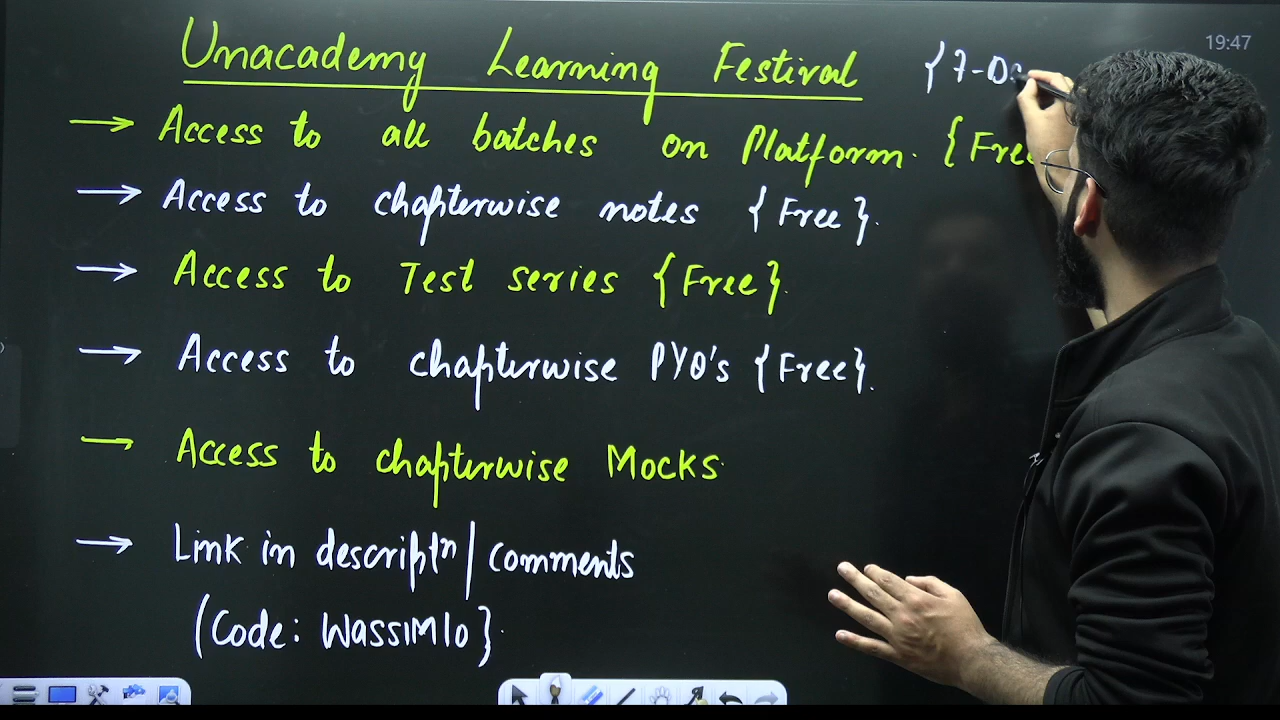 19:47
Unacademy Learning Festival {7-De
→ Access to all batches on Platform. {Free
→ Access to chapterwise notes {Free}.
→ Access to Test series {Free}.
→ Access to chapterwise PYQ's {Free}.
→ Access to chapterwise Mocks
→ Link in descriptn | comments
(Code: WASSIM10}.